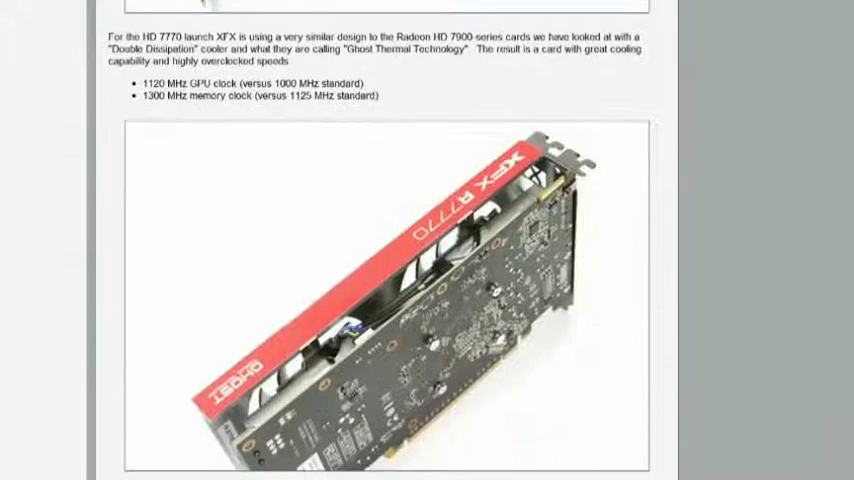 For the HD 7770 launch XFX is using a very similar design to the Radeon HD 7900-series cards we have looked at with a
"Double Dissipation" cooler and what they are calling "Ghost Thermal Technology".  The result is a card with great cooling
capability and highly overclocked speeds
1120 MHz GPU clock (versus 1000 MHz standard)
1300 MHz memory clock (versus 1125 MHz standard)
XFX R7770
GHOST